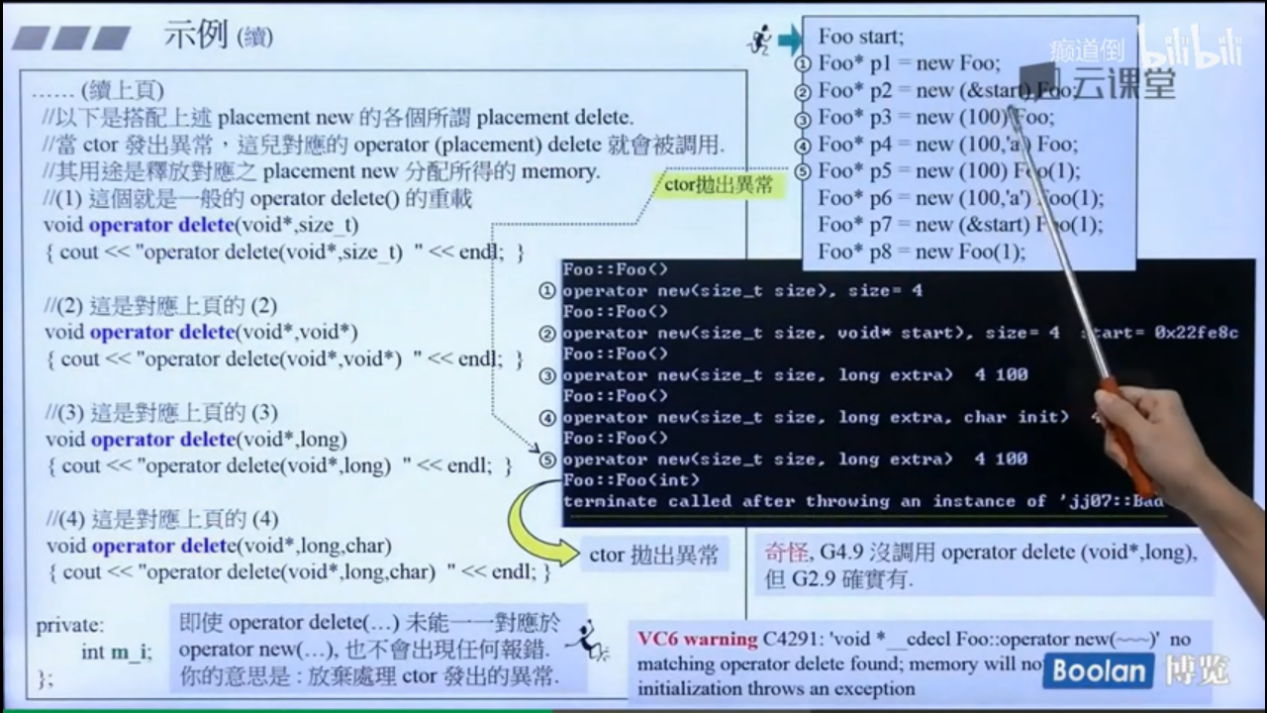 示例 (續)
...... (續上頁)
//以下是搭配上述 placement new 的各個所謂 placement delete.
//當 ctor 發出異常，這兒對應的 operator (placement) delete 就會被調用.
//其用途是釋放對應之 placement new 分配所得的 memory.
//(1) 這個就是一般的 operator delete() 的重載
void operator delete(void*,size_t)
{ cout << "operator delete(void*,size_t) " << endl; }
//(2) 這是對應上頁的 (2)
void operator delete(void*,void*)
{ cout << "operator delete(void*,void*) " << endl; }
//(3) 這是對應上頁的 (3)
void operator delete(void*,long)
{ cout << "operator delete(void*,long) " << endl; }
//(4) 這是對應上頁的 (4)
void operator delete(void*,long,char)
{ cout << "operator delete(void*,long,char) " << endl; }
private:
int m_i;
};
即使 operator delete(…) 未能一一對應於
operator new(…), 也不會出現任何報錯.
你的意思是 : 放棄處理 ctor 發出的異常.
Foo start;
① Foo* p1 = new Foo;
② Foo* p2 = new (&start) Foo;
③ Foo* p3 = new (100) Foo;
④ Foo* p4 = new (100,'a') Foo;
⑤ Foo* p5 = new (100) Foo(1);
Foo* p6 = new (100,'a') Foo(1);
Foo* p7 = new (&start) Foo(1);
Foo* p8 = new Foo(1);
癫道倒 bilibili
云课堂
ctor拋出異常
Foo::Foo()
① operator new(size_t size), size= 4
Foo::Foo()
② operator new(size_t size, void* start), size= 4 start= 0x22fe8c
Foo::Foo()
③ operator new(size_t size, long extra) 4 100
Foo::Foo()
④ operator new(size_t size, long extra, char init) 4
Foo::Foo()
⑤ operator new(size_t size, long extra) 4 100
Foo::Foo(int)
terminate called after throwing an instance of 'jj07::Bad
ctor 拋出異常
奇怪, G4.9 沒調用 operator delete (void*,long),
但 G2.9 確實有.
VC6 warning C4291: 'void *__cdecl Foo::operator new(~~~)' no
matching operator delete found; memory will no
initialization throws an exception
Boolan 博览